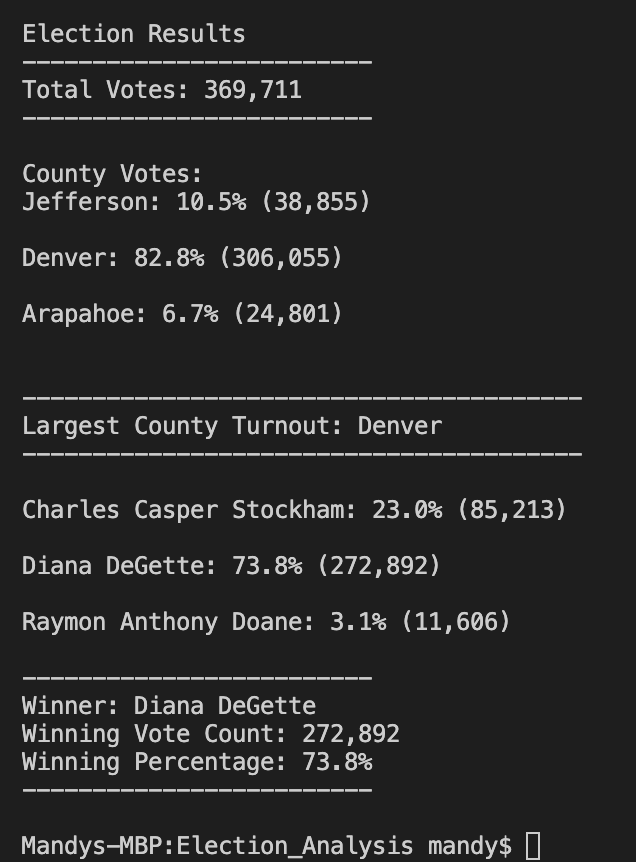 Election Results
-------------------------
Total Votes: 369,711
-------------------------
County Votes:
Jefferson: 10.5% (38,855)
Denver: 82.8% (306,055)
Arapahoe: 6.7% (24,801)
----------------------------------------
Largest County Turnout: Denver
----------------------------------------
Charles Casper Stockham: 23.0% (85,213)
Diana DeGette: 73.8% (272,892)
Raymon Anthony Doane: 3.1% (11,606)
-------------------------
Winner: Diana DeGette
Winning Vote Count: 272,892
Winning Percentage: 73.8%
-------------------------
Mandys-MBP:Election_Analysis mandy$